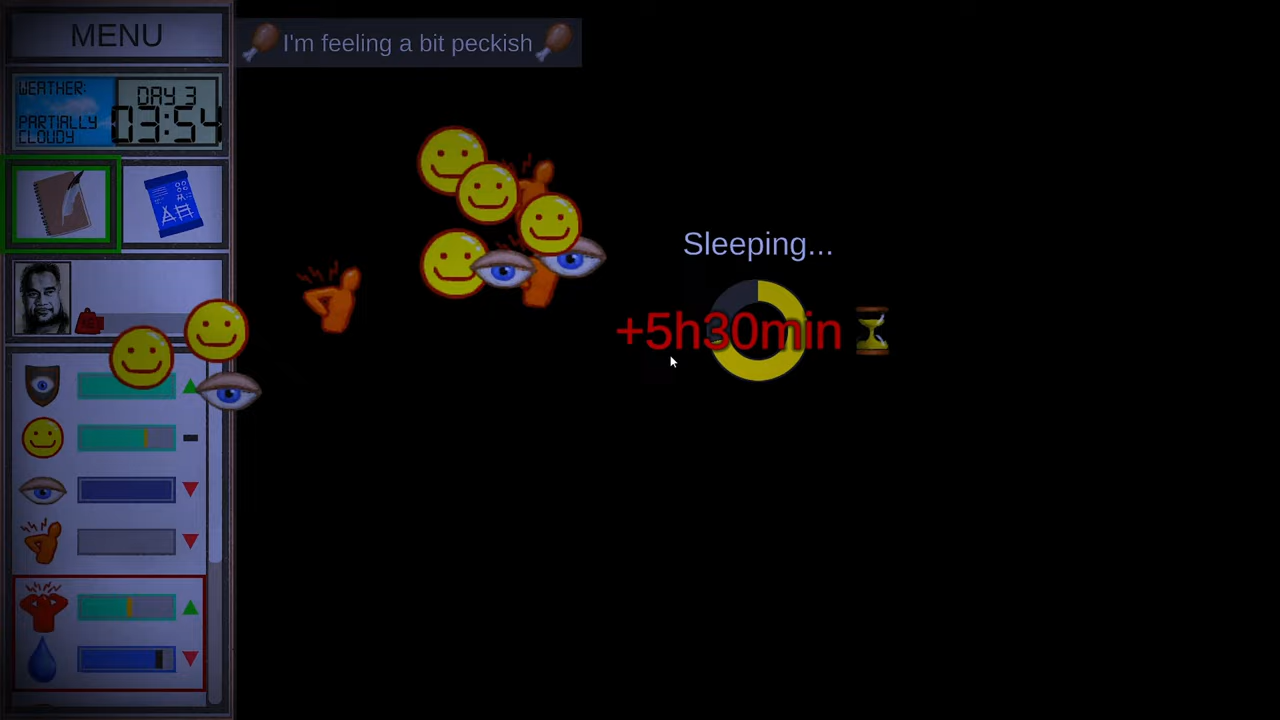 MENU
I'm feeling a bit peckish
WEATHER:
PARTIALLY
CLOUDY
DAY 3
03:54
Sleeping...
+5h30min